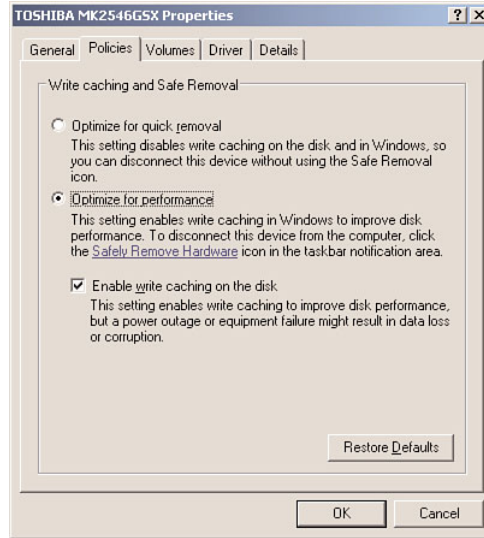 TOSHIBA MK2546GSX Properties
General Policies Volumes Driver Details
Write caching and Safe Removal
Optimize for quick removal
This setting disables write caching on the disk and in Windows, so
you can disconnect this device without using the Safe Removal
icon.
Optimize for performance
This setting enables write caching in Windows to improve disk
performance. To disconnect this device from the computer, click
the Safely Remove Hardware icon in the taskbar notification area.
Enable write caching on the disk
This setting enables write caching to improve disk performance,
but a power outage or equipment failure might result in data loss
or corruption.
Restore Defaults
OK Cancel